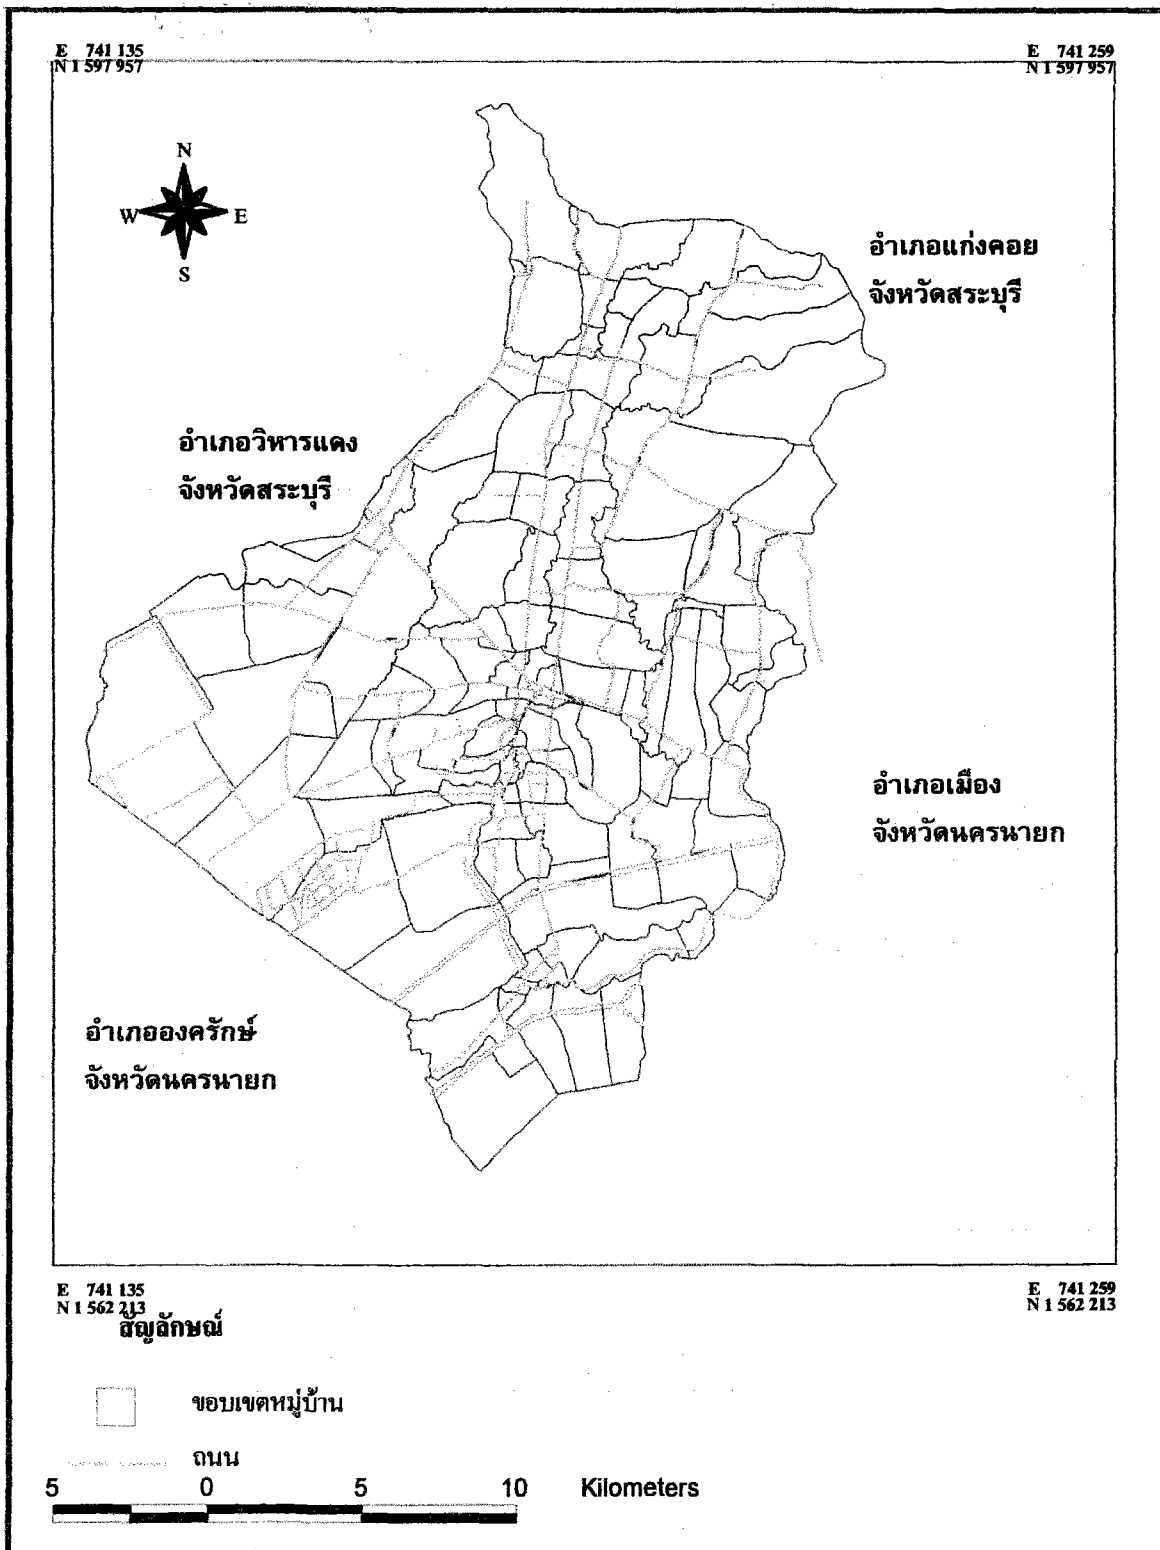 E 741 135
N 1 597 957
E 741 259
N 1 597 957
N
W
E
S
อำเภอแก่งคอย
จังหวัดสระบุรี
อำเภอวิหารแดง
จังหวัดสระบุรี
อำเภอเมือง
จังหวัดนครนายก
อำเภอองครักษ์
จังหวัดนครนายก
E 741 135
N 1 562 213
E 741 259
N 1 562 213
สัญลักษณ์
ขอบเขตหมู่บ้าน
ถนน
5 0 5 10 Kilometers